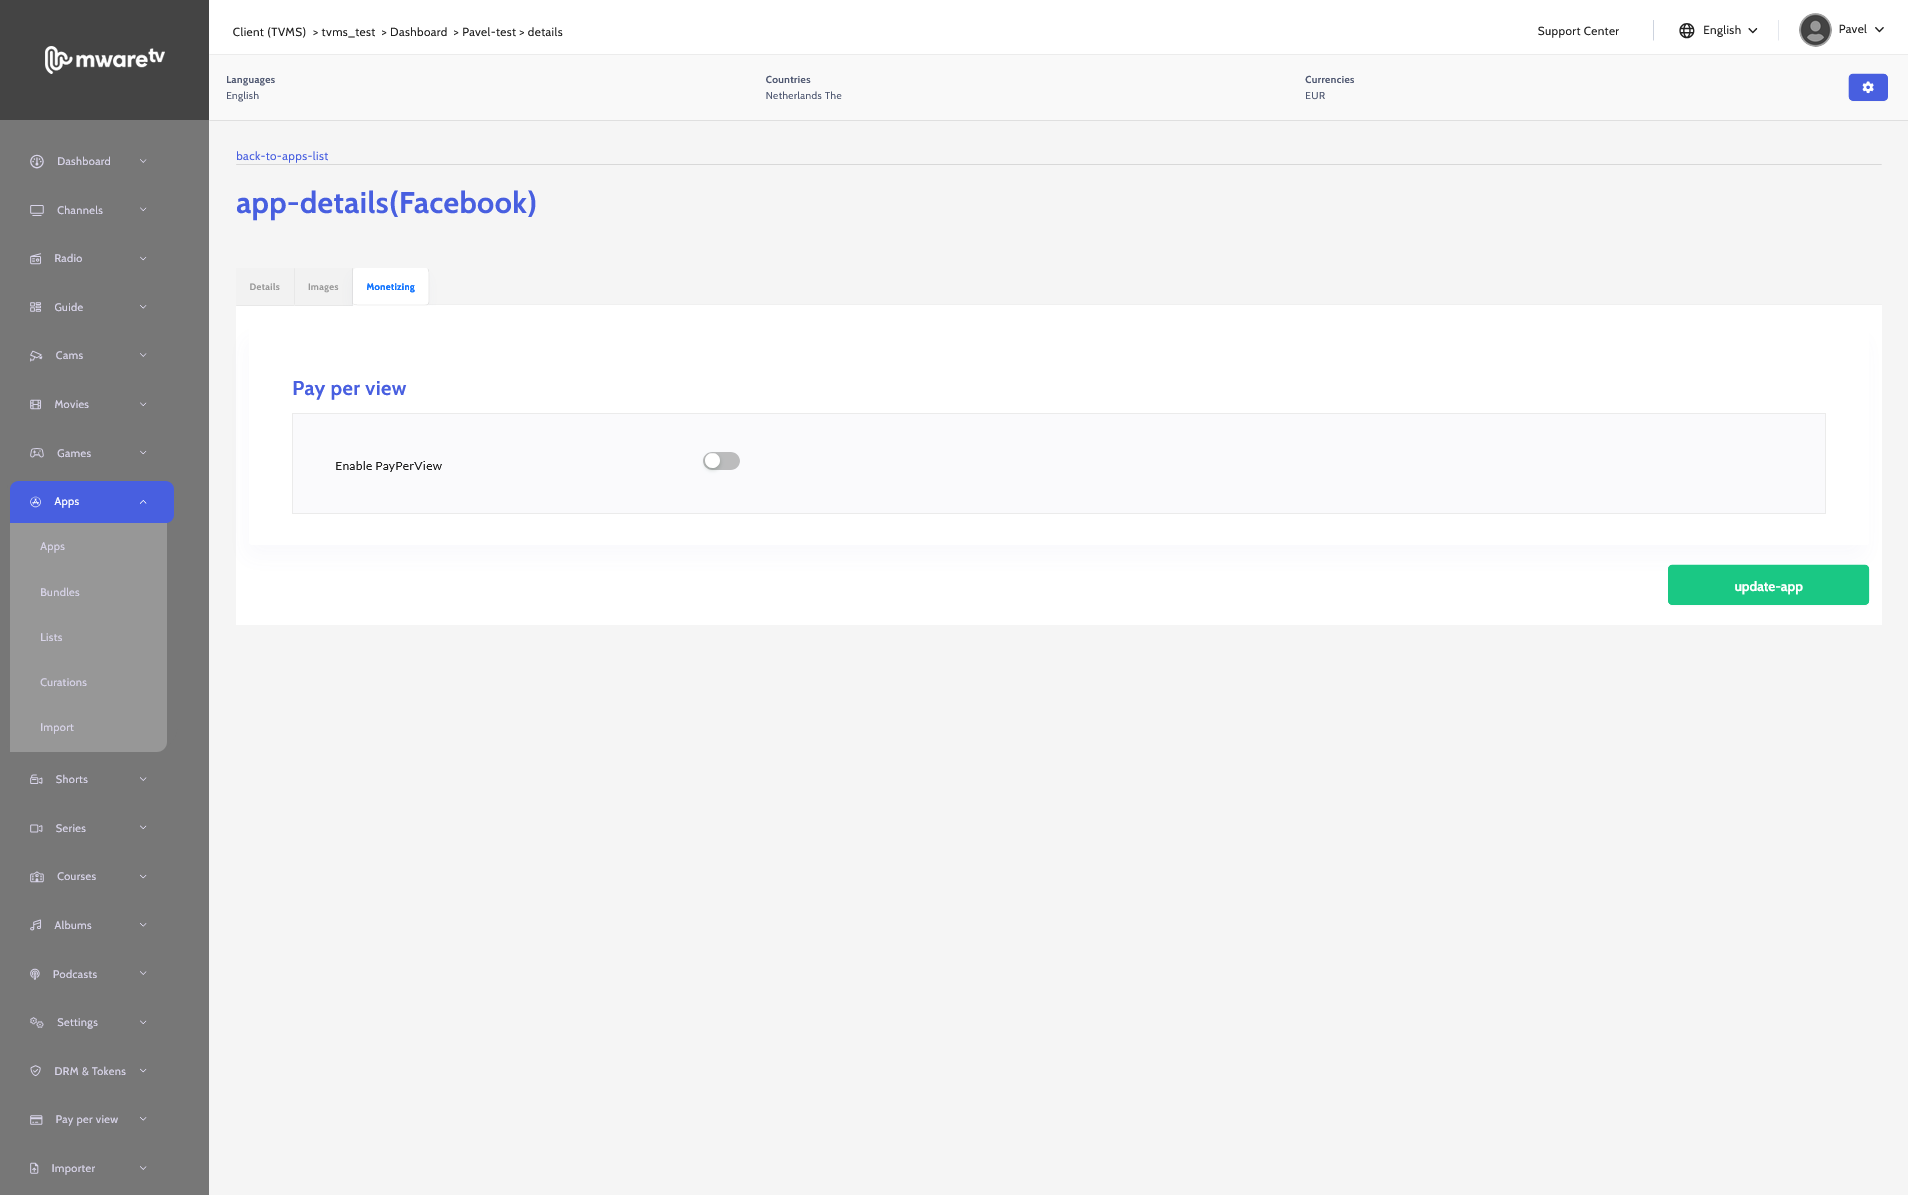 mwaretv
Client (TVMS) > tvms_test > Dashboard > Pavel-test > details
Support Center
English
Pavel
Languages
English
Countries
Netherlands The
Currencies
EUR
Dashboard
Channels
Radio
Guide
Cams
Movies
Games
Apps
Apps
Bundles
Lists
Curations
Import
Shorts
Series
Courses
Albums
Podcasts
Settings
DRM & Tokens
Pay per view
Importer
back-to-apps-list
app-details(Facebook)
Details
Images
Monetizing
Pay per view
Enable PayPerView
update-app